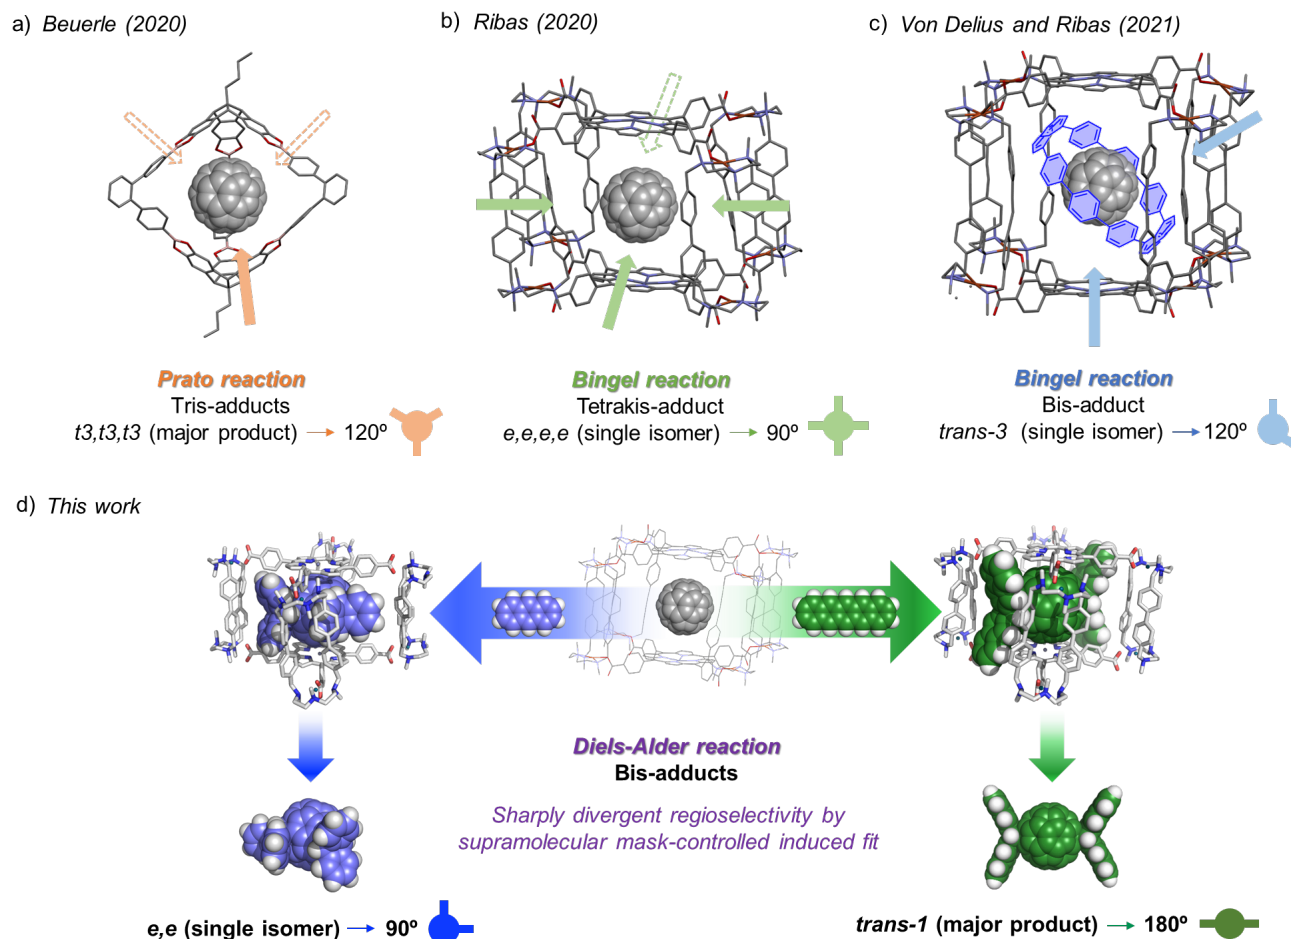 a) Beuerle (2020)
b) Ribas (2020)
c) Von Delius and Ribas (2021)
Prato reaction
Tris-adducts
t3,t3,t3 (major product) → 120º
Bingel reaction
Tetrakis-adduct
e,e,e,e (single isomer) → 90º
Bingel reaction
Bis-adduct
trans-3 (single isomer) → 120º
d) This work
Diels-Alder reaction
Bis-adducts
Sharply divergent regioselectivity by
supramolecular mask-controlled induced fit
e,e (single isomer) → 90º
trans-1 (major product) → 180º